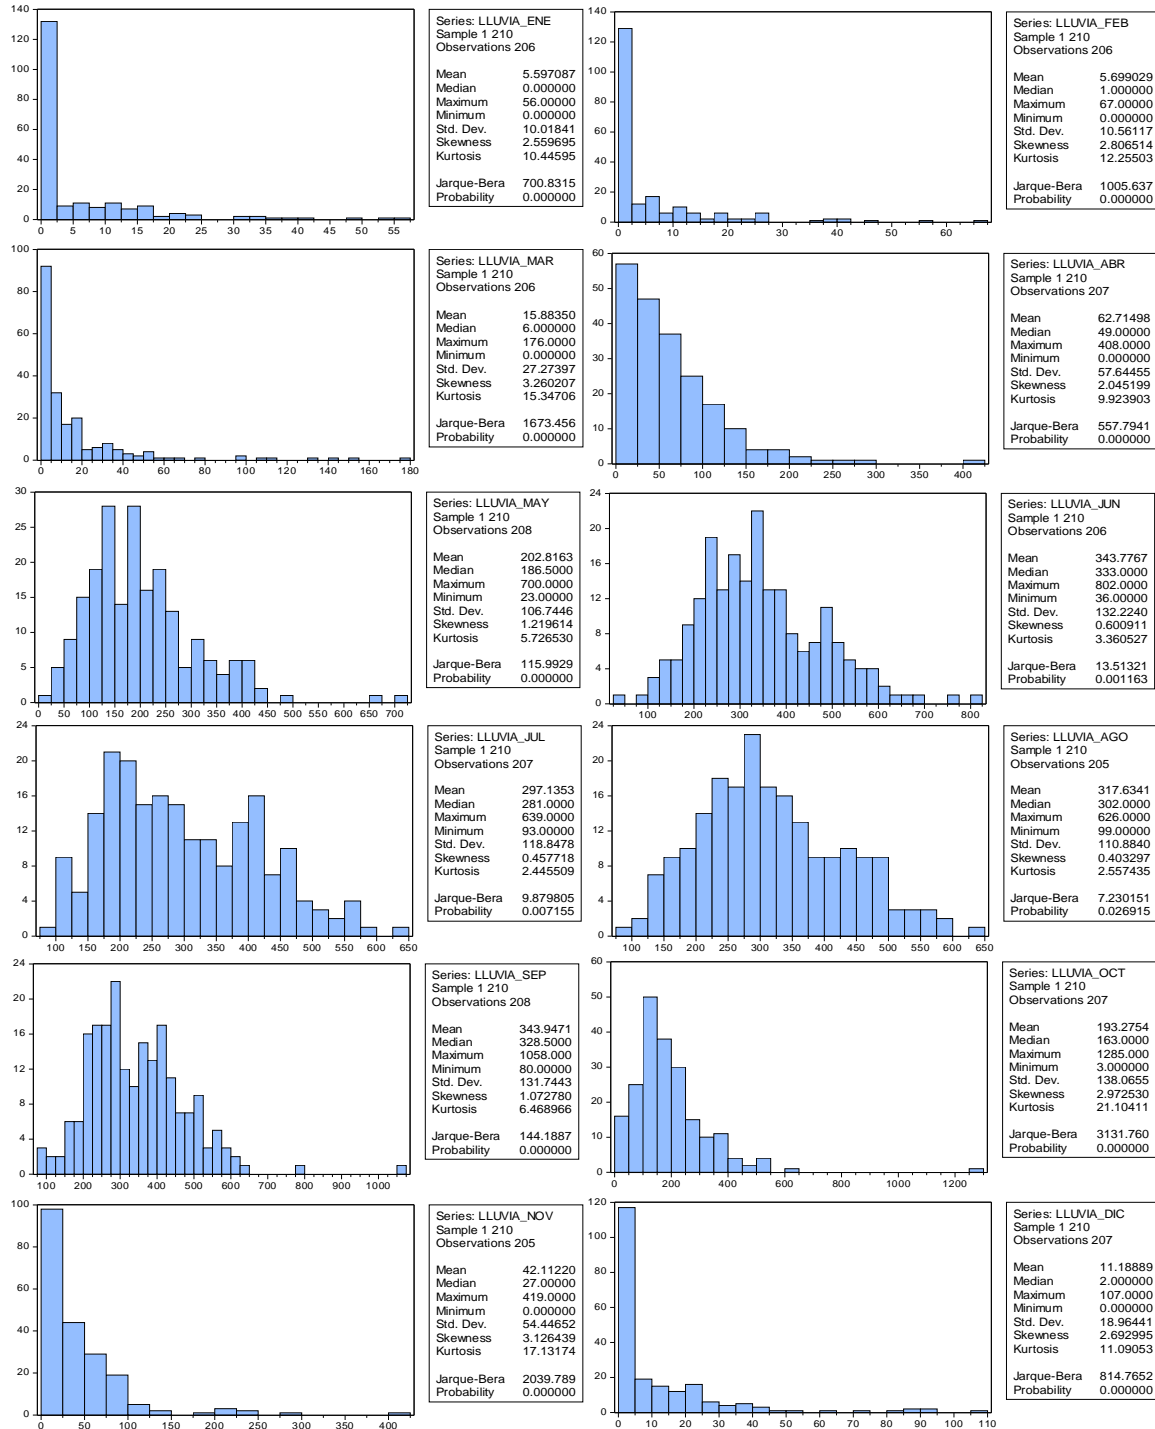 140
120
100
80
60
40
20
0
0 5 10 15 20 25 30 35 40 45 50 55
Series: LLUVIA_ENE
Sample 1 210
Observations 206
Mean 5.597087
Median 0.000000
Maximum 56.00000
Minimum 0.000000
Std. Dev. 10.01841
Skewness 2.559695
Kurtosis 10.44595
Jarque-Bera 700.8315
Probability 0.000000
140
120
100
80
60
40
20
0
0 10 20 30 40 50 60
Series: LLUVIA_FEB
Sample 1 210
Observations 206
Mean 5.699029
Median 1.000000
Maximum 67.00000
Minimum 0.000000
Std. Dev. 10.56117
Skewness 2.806514
Kurtosis 12.25503
Jarque-Bera 1005.637
Probability 0.000000
100
80
60
40
20
0
0 20 40 60 80 100 120 140 160 180
Series: LLUVIA_MAR
Sample 1 210
Observations 206
Mean 15.88350
Median 6.000000
Maximum 176.0000
Minimum 0.000000
Std. Dev. 27.27397
Skewness 3.260207
Kurtosis 15.34706
Jarque-Bera 1673.456
Probability 0.000000
60
50
40
30
20
10
0
0 50 100 150 200 250 300 350 400
Series: LLUVIA_ABR
Sample 1 210
Observations 207
Mean 62.71498
Median 49.00000
Maximum 408.0000
Minimum 0.000000
Std. Dev. 57.64455
Skewness 2.045199
Kurtosis 9.923903
Jarque-Bera 557.7941
Probability 0.000000
30
25
20
15
10
5
0
0 50 100 150 200 250 300 350 400 450 500 550 600 650 700
Series: LLUVIA_MAY
Sample 1 210
Observations 208
Mean 202.8163
Median 186.5000
Maximum 700.0000
Minimum 23.00000
Std. Dev. 106.7446
Skewness 1.219614
Kurtosis 5.726530
Jarque-Bera 115.9929
Probability 0.000000
24
20
16
12
8
4
0
100 200 300 400 500 600 700 800
Series: LLUVIA_JUN
Sample 1 210
Observations 206
Mean 343.7767
Median 333.0000
Maximum 802.0000
Minimum 36.00000
Std. Dev. 132.2240
Skewness 0.600911
Kurtosis 3.360527
Jarque-Bera 13.51321
Probability 0.001163
24
20
16
12
8
4
0
100 150 200 250 300 350 400 450 500 550 600 650
Series: LLUVIA_JUL
Sample 1 210
Observations 207
Mean 297.1353
Median 281.0000
Maximum 639.0000
Minimum 93.00000
Std. Dev. 118.8478
Skewness 0.457718
Kurtosis 2.445509
Jarque-Bera 9.879805
Probability 0.007155
24
20
16
12
8
4
0
100 150 200 250 300 350 400 450 500 550 600 650
Series: LLUVIA_AGO
Sample 1 210
Observations 205
Mean 317.6341
Median 302.0000
Maximum 626.0000
Minimum 99.00000
Std. Dev. 110.8840
Skewness 0.403297
Kurtosis 2.557435
Jarque-Bera 7.230151
Probability 0.026915
24
20
16
12
8
4
0
100 200 300 400 500 600 700 800 900 1000
Series: LLUVIA_SEP
Sample 1 210
Observations 208
Mean 343.9471
Median 328.5000
Maximum 1058.000
Minimum 80.00000
Std. Dev. 131.7443
Skewness 1.072780
Kurtosis 6.468966
Jarque-Bera 144.1887
Probability 0.000000
60
50
40
30
20
10
0
0 200 400 600 800 1000 1200
Series: LLUVIA_OCT
Sample 1 210
Observations 207
Mean 193.2754
Median 163.0000
Maximum 1285.000
Minimum 3.000000
Std. Dev. 138.0655
Skewness 2.972530
Kurtosis 21.10411
Jarque-Bera 3131.760
Probability 0.000000
100
80
60
40
20
0
0 50 100 150 200 250 300 350 400
Series: LLUVIA_NOV
Sample 1 210
Observations 205
Mean 42.11220
Median 27.00000
Maximum 419.0000
Minimum 0.000000
Std. Dev. 54.44652
Skewness 3.126439
Kurtosis 17.13174
Jarque-Bera 2039.789
Probability 0.000000
120
100
80
60
40
20
0
0 10 20 30 40 50 60 70 80 90 100 110
Series: LLUVIA_DIC
Sample 1 210
Observations 207
Mean 11.18889
Median 2.000000
Maximum 107.0000
Minimum 0.000000
Std. Dev. 18.96441
Skewness 2.692995
Kurtosis 11.09053
Jarque-Bera 814.7652
Probability 0.000000